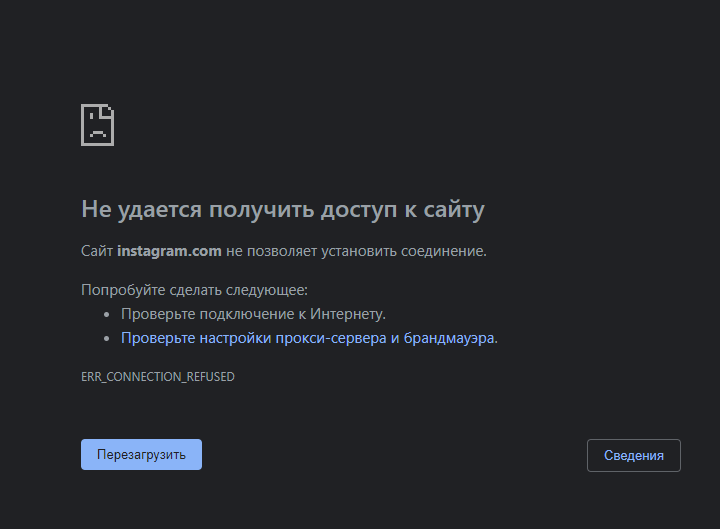 Не удается получить доступ к сайту
Сайт instagram.com не позволяет установить соединение.
Попробуйте сделать следующее:
• Проверьте подключение к Интернету.
• Проверьте настройки прокси-сервера и брандмауэра.
ERR_CONNECTION_REFUSED
Перезагрузить
Сведения